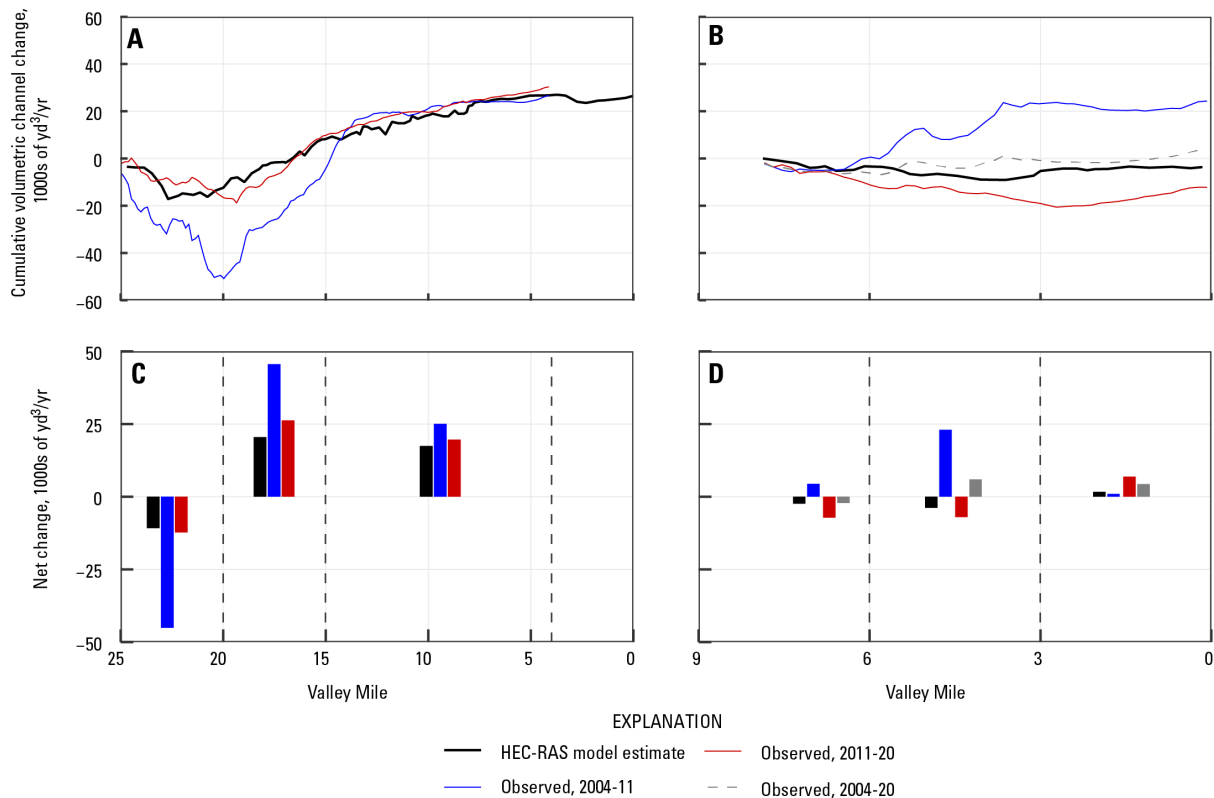 Cumulative volumetric channel change,
1000s of yd³/yr
60
40
20
0
−20
−40
−60
A
B
Net change, 1000s of yd³/yr
50
25
0
−25
−50
C
D
25
20
15
10
5
0
9
6
3
0
Valley Mile
Valley Mile
EXPLANATION
HEC-RAS model estimate
Observed, 2011-20
Observed, 2004-11
Observed, 2004-20